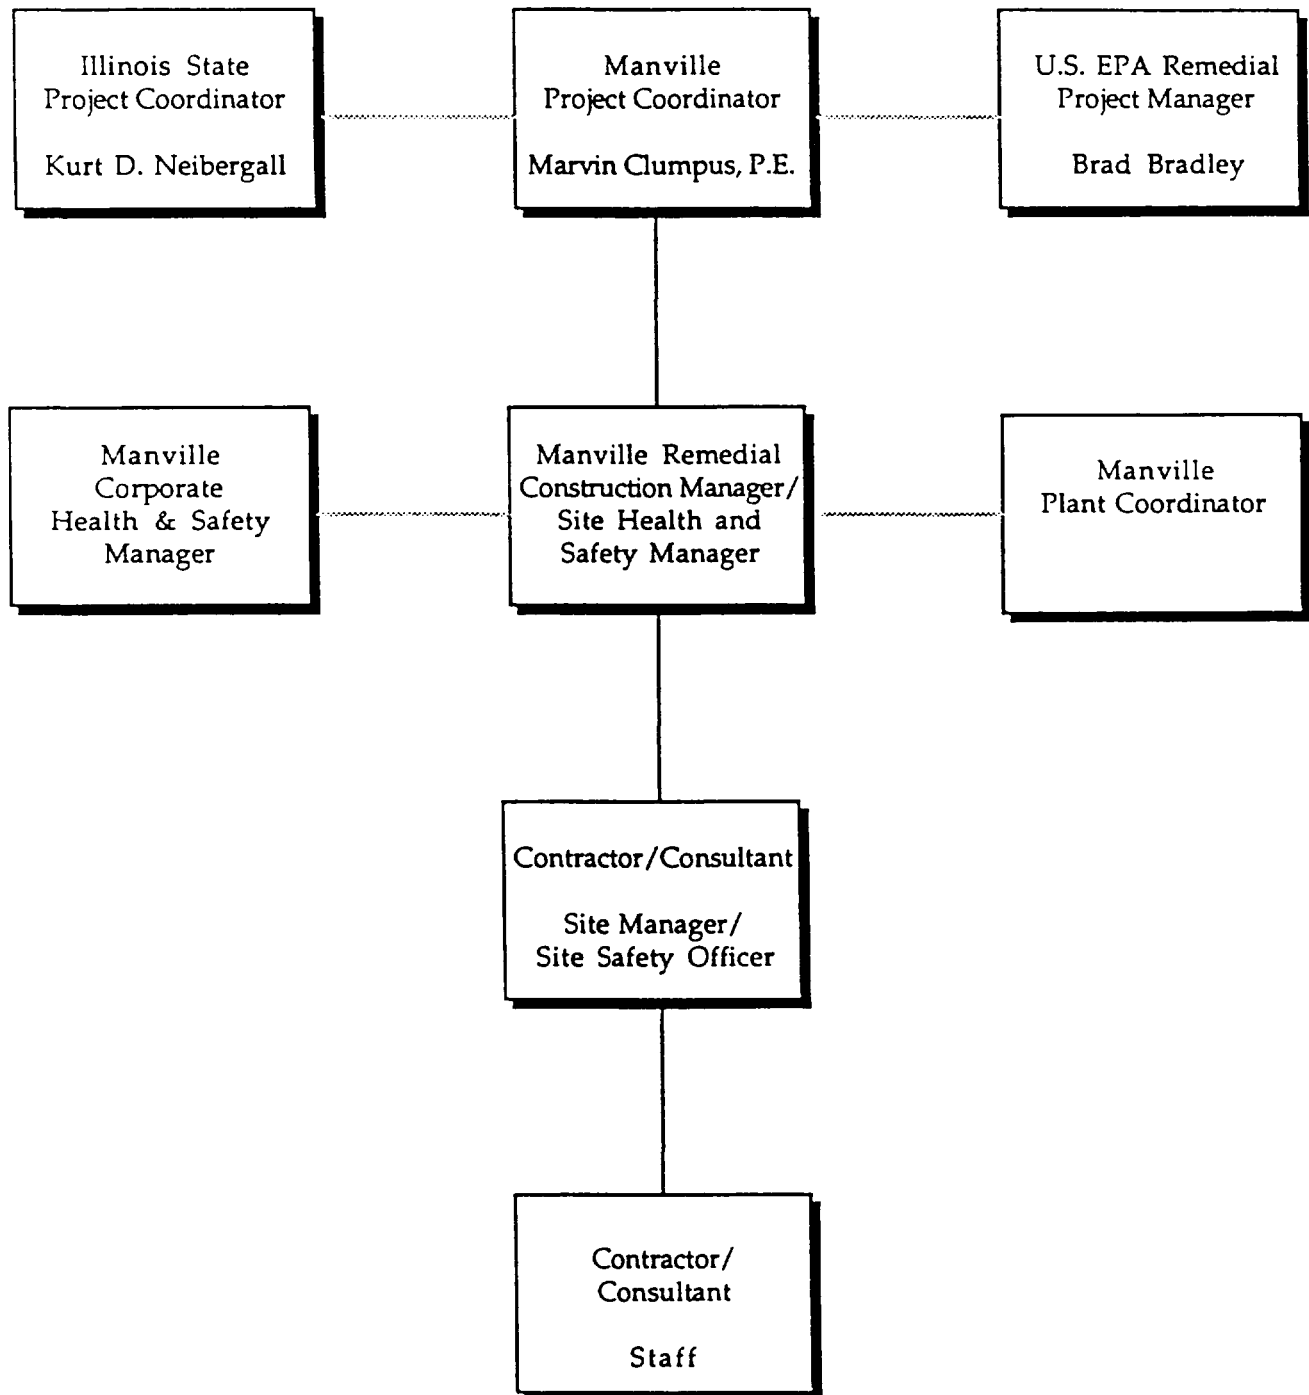 Illinois State
Project Coordinator
Kurt D. Neibergall
Manville
Project Coordinator
Marvin Clumpus, P.E.
U.S. EPA Remedial
Project Manager
Brad Bradley
Manville
Corporate
Health & Safety
Manager
Manville Remedial
Construction Manager/
Site Health and
Safety Manager
Manville
Plant Coordinator
Contractor/Consultant
Site Manager/
Site Safety Officer
Contractor/
Consultant
Staff